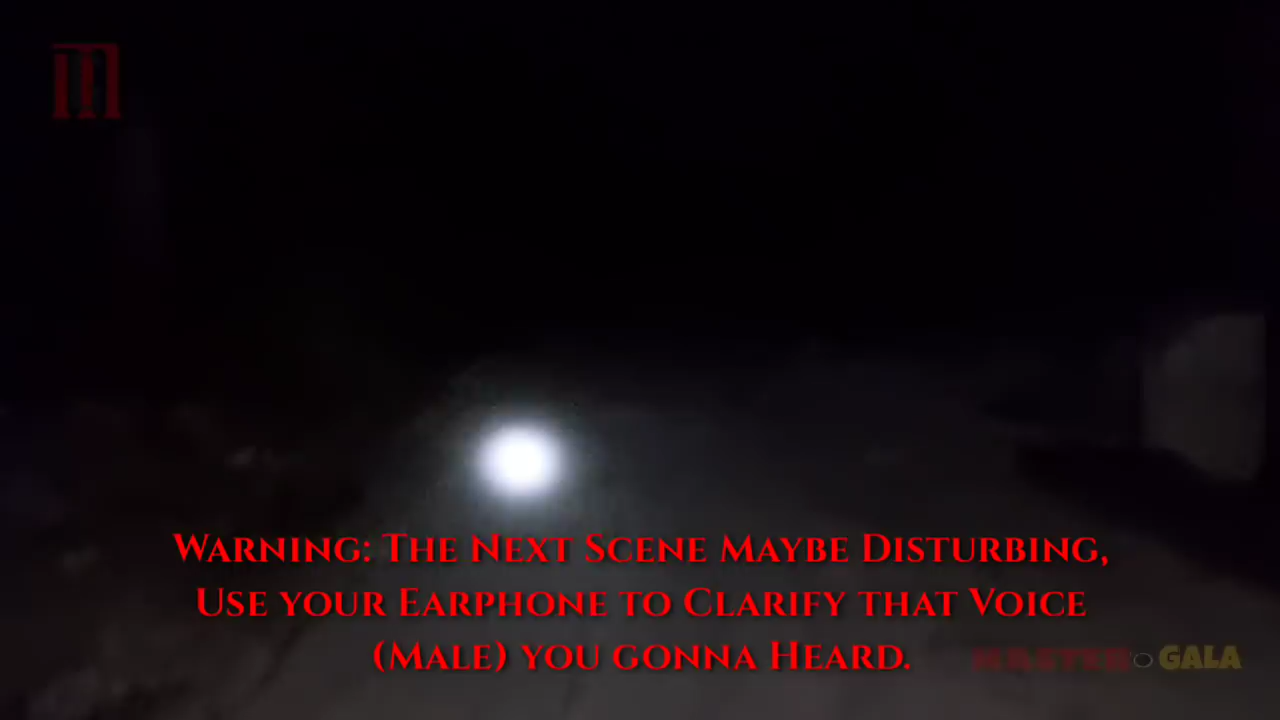 Warning: The Next Scene Maybe Disturbing,
Use your Earphone to Clarify that Voice
(Male) you gonna Heard.
GALA